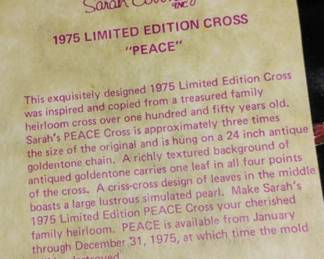 Sarah
INC
1975 LIMITED EDITION CROSS
"PEACE"
This exquisitely designed 1975 Limited Edition Cross
was inspired and copied from a treasured family
heirloom cross over one hundred and fifty years old.
Sarah's PEACE Cross is approximately three times
the size of the original and is hung on a 24 inch antique
goldentone chain. A richly textured background of
antiqued goldentone carries one leaf in all four points
of the cross. A criss-cross design of leaves in the middle
boasts a large lustrous simulated pearl. Make Sarah's
1975 Limited Edition PEACE Cross your cherished
family heirloom. PEACE is available from January
through December 31, 1975, at which time the mold